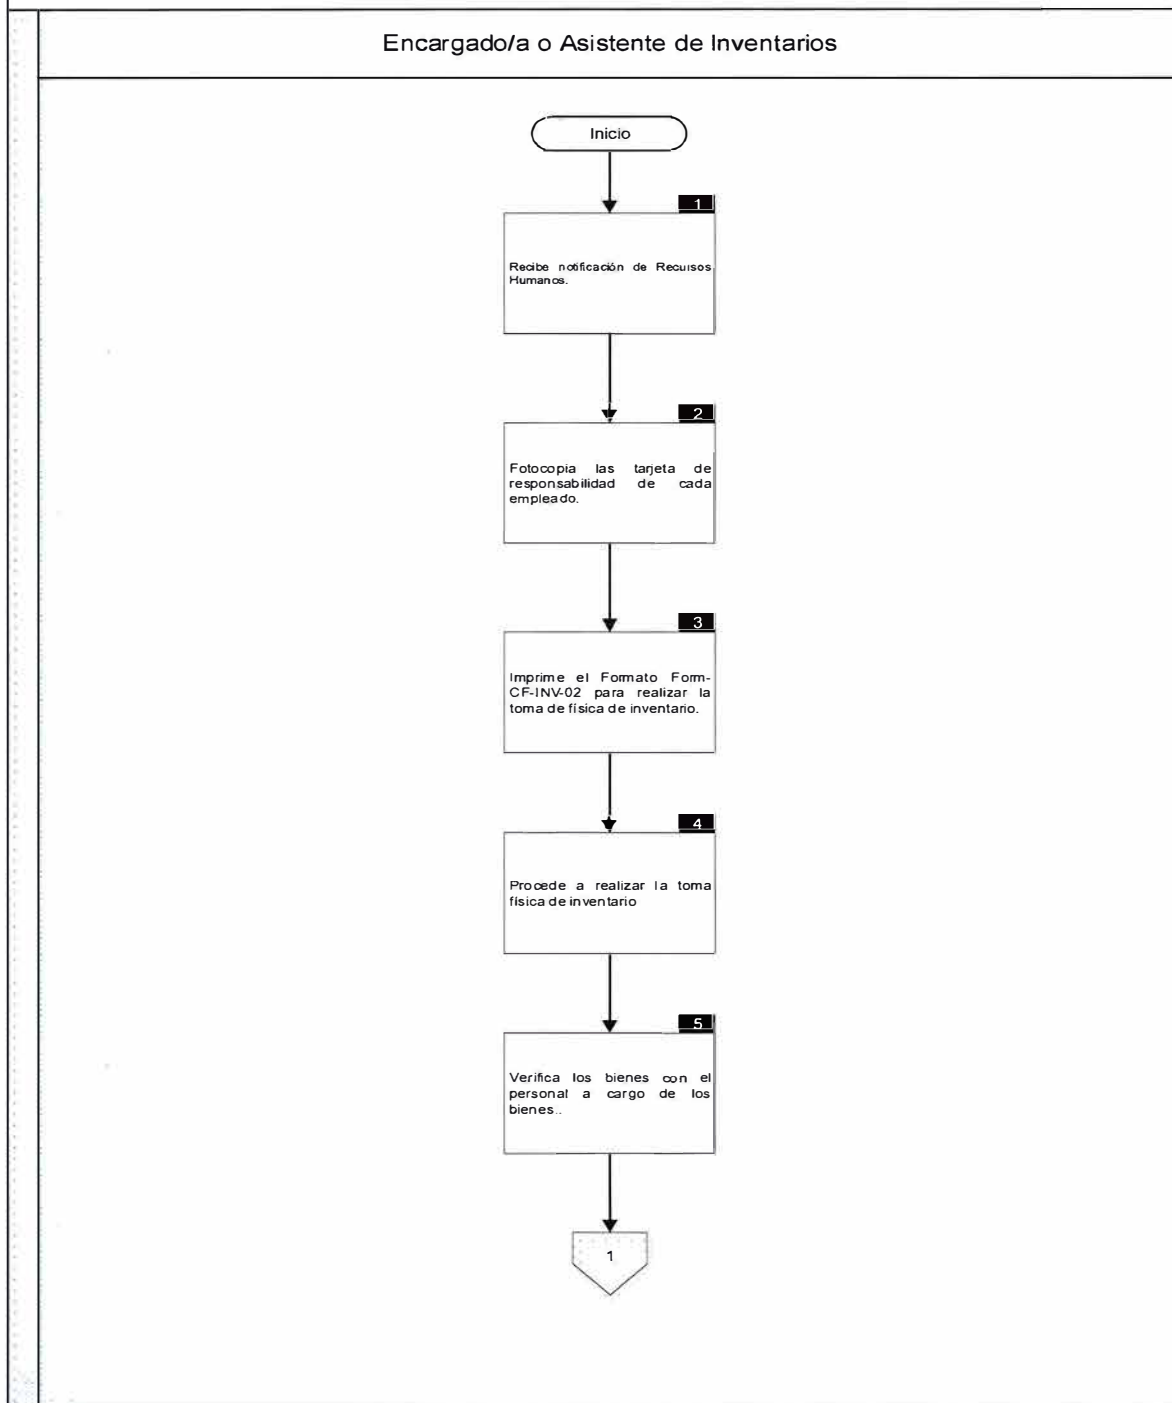 Encargado/a o Asistente de Inventarios
Inicio
1
Recibe notificación de Recursos
Humanos.
2
Fotocopia las tarjeta de
responsabilidad de cada
empleado.
3
Imprime el Formato Form-
CF-INV-02 para realizar la
toma de física de inventario.
4
Procede a realizar la toma
física de inventario
5
Verifica los bienes con el
personal a cargo de los
bienes..
1